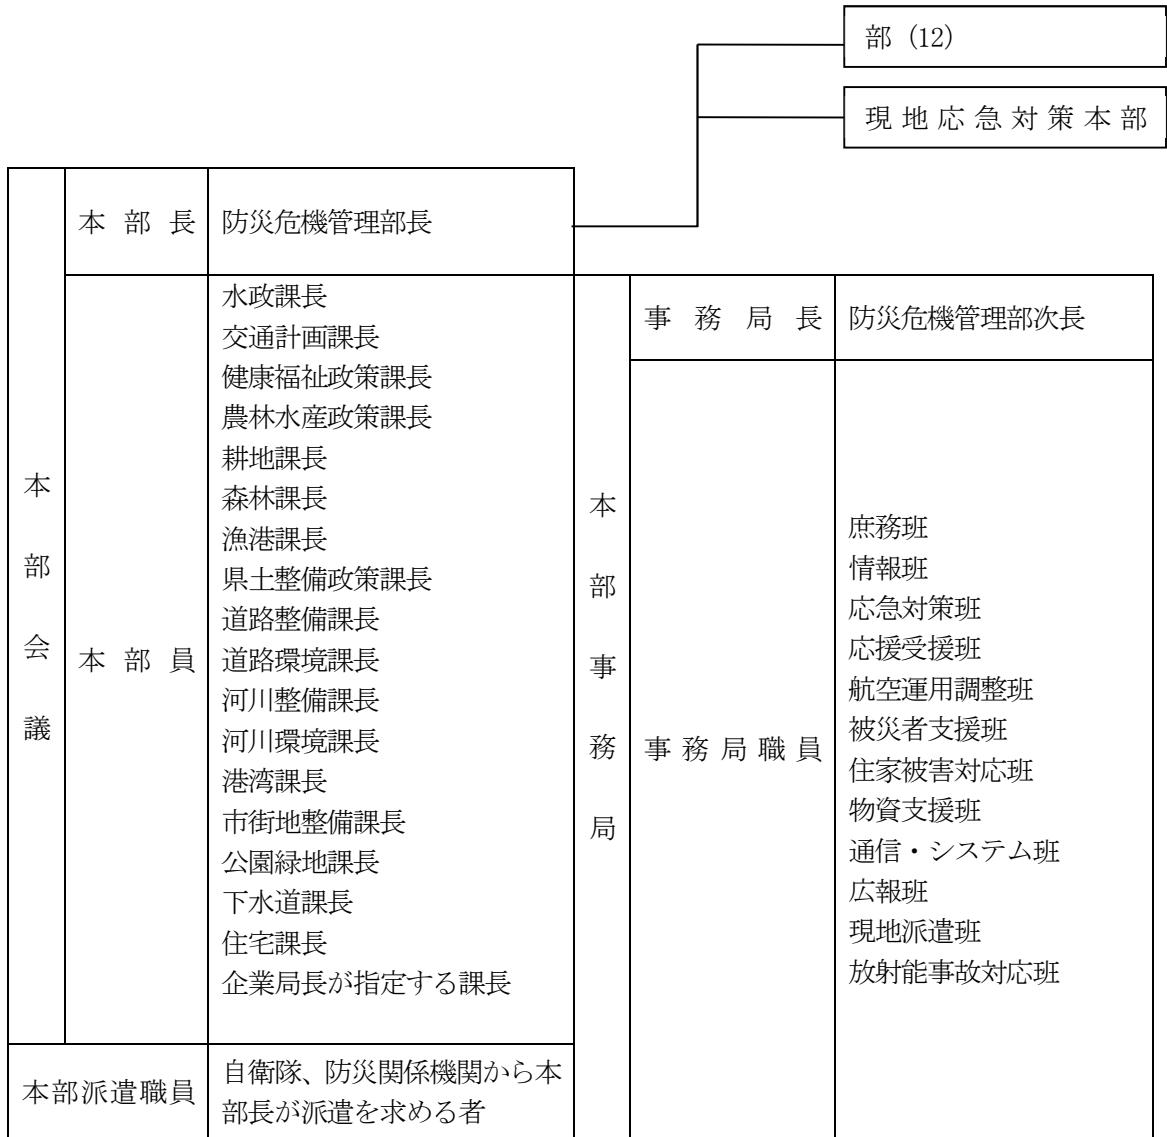 部 (12)
現地応急対策本部
本部会議
本部長
防災危機管理部長
本部員
水政課長
交通計画課長
健康福祉政策課長
農林水産政策課長
耕地課長
森林課長
漁港課長
県土整備政策課長
道路整備課長
道路環境課長
河川整備課長
河川環境課長
港湾課長
市街地整備課長
公園緑地課長
下水道課長
住宅課長
企業局長が指定する課長
本部派遣職員
自衛隊、防災関係機関から本
部長が派遣を求める者
本部事務局
事務局長
防災危機管理部次長
事務局職員
庶務班
情報班
応急対策班
応援受援班
航空運用調整班
被災者支援班
住家被害対応班
物資支援班
通信・システム班
広報班
現地派遣班
放射能事故対応班